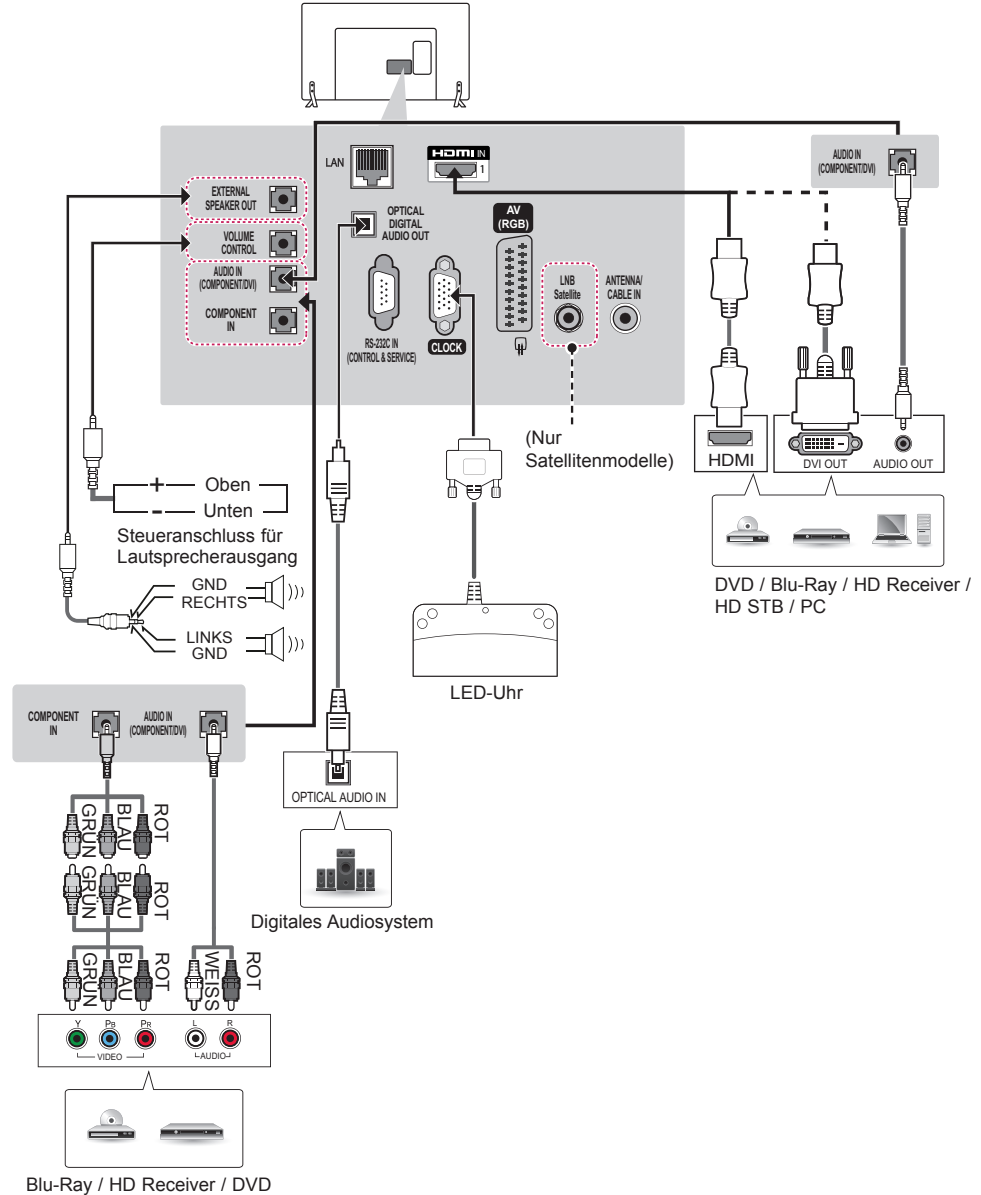 LAN
HDMI IN
1
AUDIO IN
(COMPONENT/DVI)
EXTERNAL
SPEAKER OUT
OPTICAL
DIGITAL
AUDIO OUT
AV
(RGB)
VOLUME
CONTROL
AUDIO IN
(COMPONENT/DVI)
LNB
Satellite
ANTENNA/
CABLE IN
COMPONENT
IN
RS-232C IN
(CONTROL & SERVICE)
CLOCK
(Nur
Satellitenmodelle)
HDMI
DVI OUT
AUDIO OUT
+ Oben
- Unten
Steueranschluss für
Lautsprecherausgang
DVD / Blu-Ray / HD Receiver /
HD STB / PC
GND
RECHTS
LINKS
GND
LED-Uhr
COMPONENT
IN
AUDIO IN
(COMPONENT/DVI)
OPTICAL AUDIO IN
GRÜN
BLAU
ROT
GRÜN
BLAU
ROT
Digitales Audiosystem
GRÜN
BLAU
ROT
WEISS
ROT
Y PB PR L R
VIDEO
AUDIO
Blu-Ray / HD Receiver / DVD